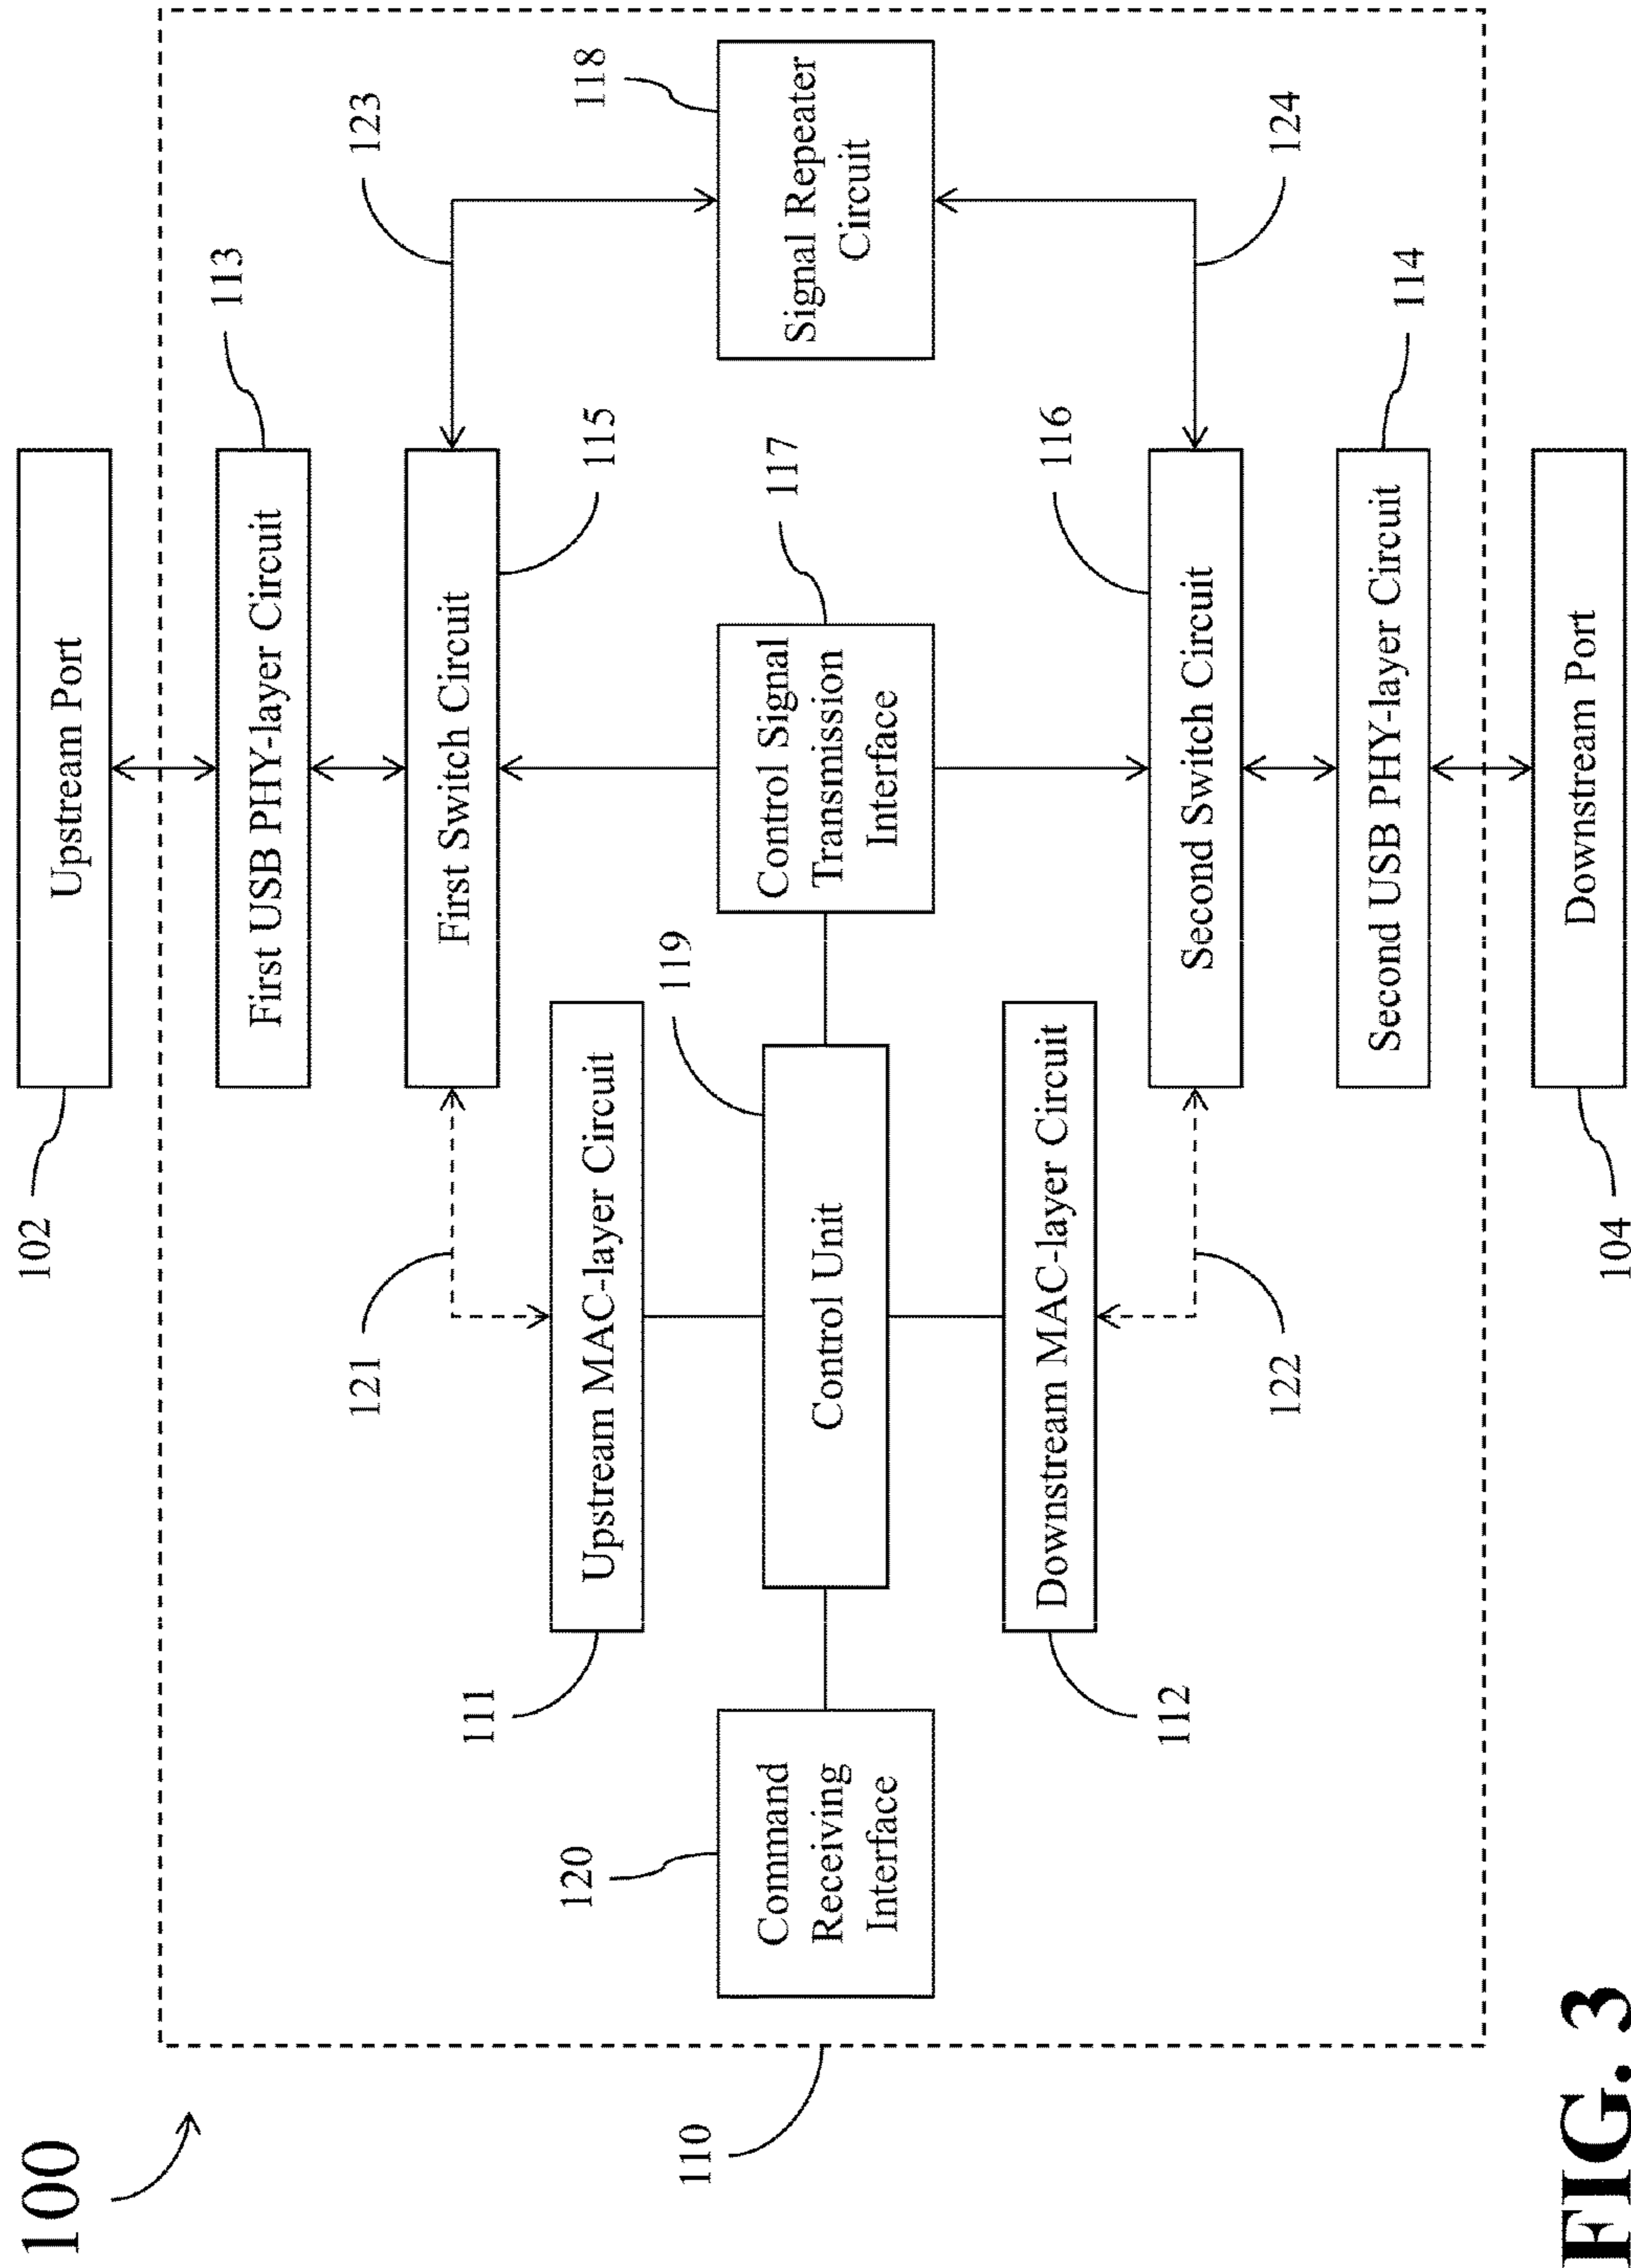 100
102
Upstream Port
110
113
First USB PHY-layer Circuit
123
121
First Switch Circuit
115
118
111
Upstream MAC-layer Circuit
119
117
120
Command
Receiving
Interface
Control Unit
Control Signal
Transmission
Interface
Signal Repeater
Circuit
Downstream MAC-layer Circuit
112
116
Second Switch Circuit
122
124
Second USB PHY-layer Circuit
114
Downstream Port
104
FIG. 3